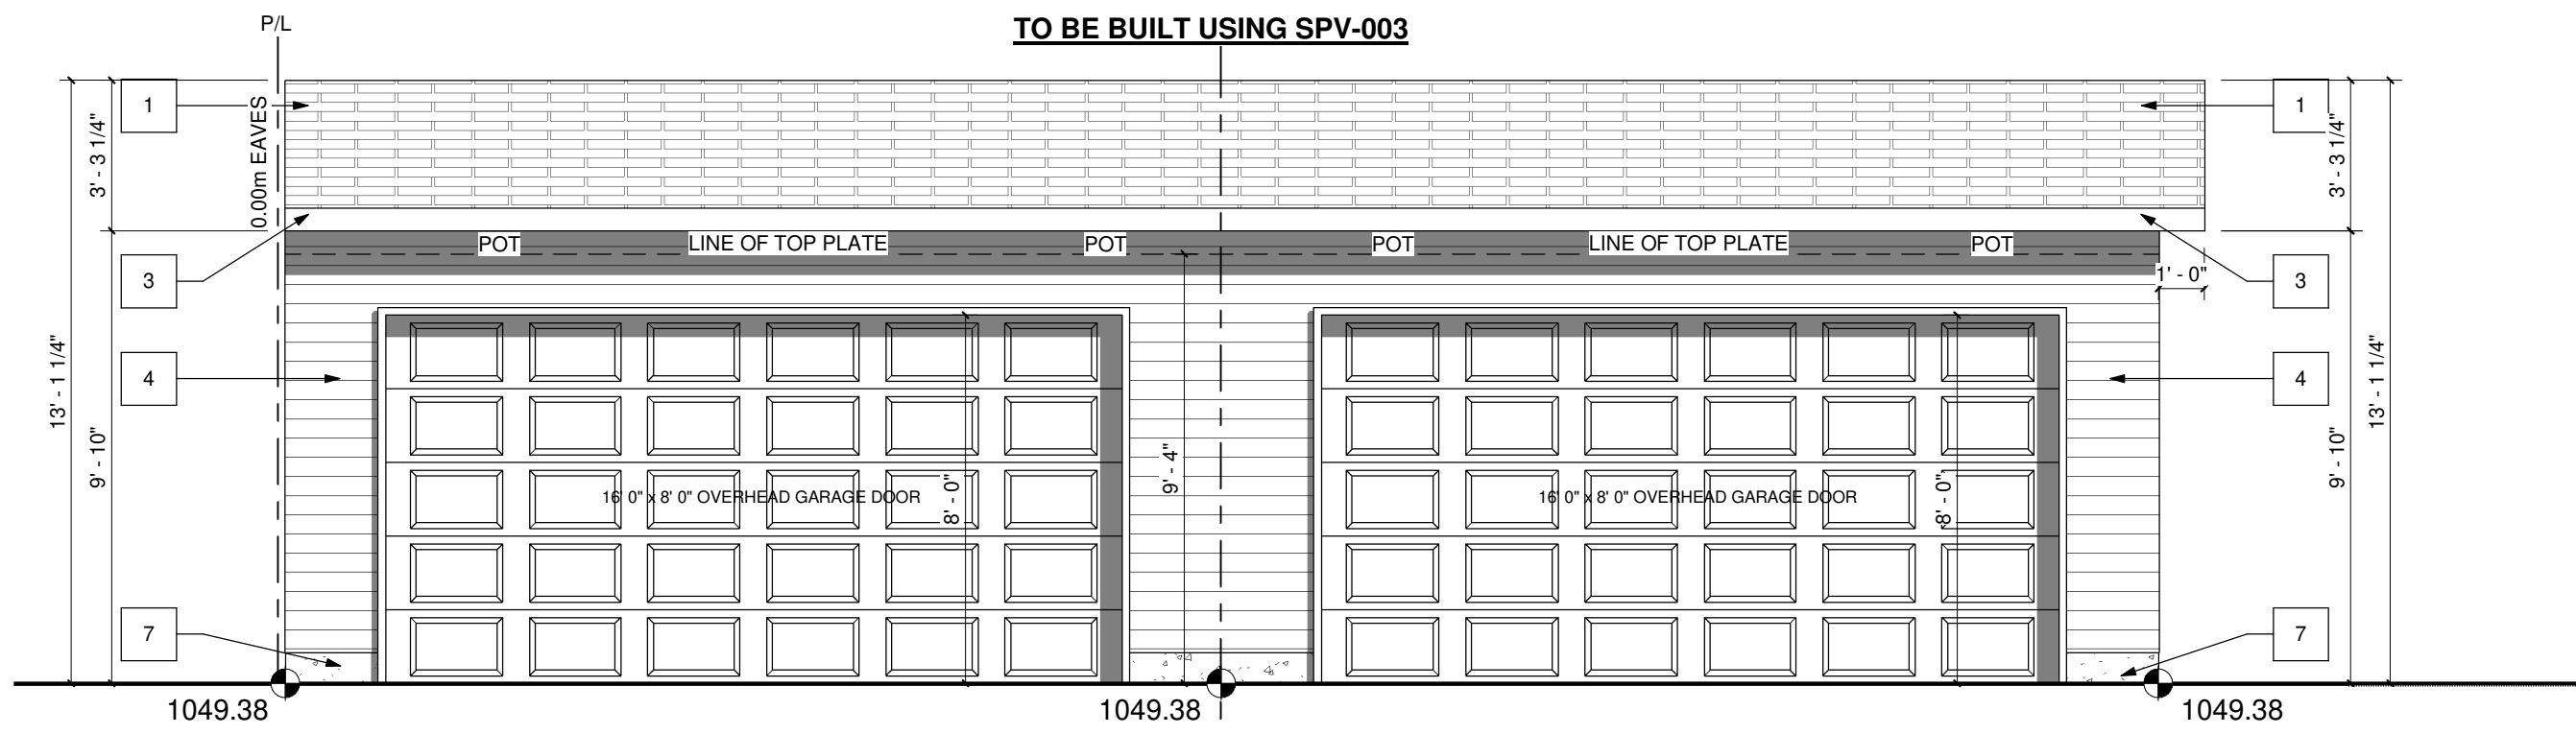 P/L
TO BE BUILT USING SPV-003
1
1
3' - 3 1/4"
0.00m EAVES
3' - 3 1/4"
POT
LINE OF TOP PLATE
POT
POT
LINE OF TOP PLATE
POT
3
1' - 0"
3
13' - 1 1/4"
4
4
13' - 1 1/4"
9' - 10"
9' - 4"
9' - 10"
16' 0" x 8' 0" OVERHEAD GARAGE DOOR
8' - 0"
16' 0" x 8' 0" OVERHEAD GARAGE DOOR
8' - 0"
7
7
1049.38
1049.38
1049.38